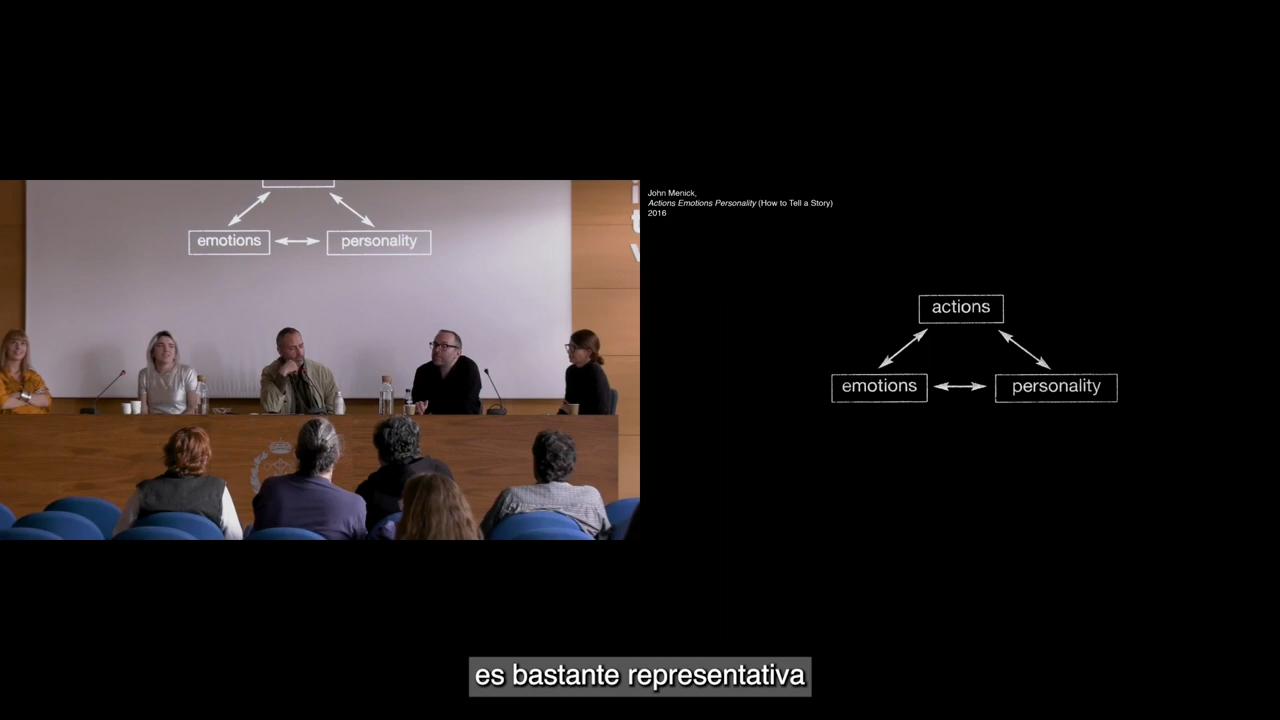 emotions
personality
John Menick,
Actions Emotions Personality (How to Tell a Story)
2016
actions
emotions
personality
es bastante representativa